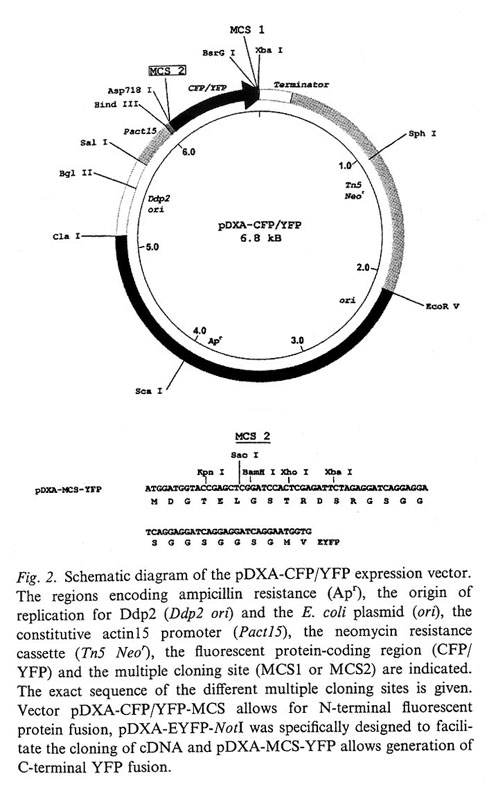 MCS 1
BsrG I
Xba I
MCS 2
CFP/YFP
Terminator
Asp718 I
Hind III
Pact15
Sal I
6.0
Sph I
1.0
Bgl II
Tn5
Neoʳ
Ddp2
ori
pDXA-CFP/YFP
6.8 kB
Cla I
5.0
2.0
ori
EcoR V
4.0
Apʳ
3.0
Sca I
MCS 2
Sac I
Kpn I BamH I Xho I Xba I
pDXA-MCS-YFP ATGGATGGTACCGAGCTCGGATCCACTCGAGATTCTAGAGGATCAGGAGGA
M D G T E L G S T R D S R G S G G
TCAGGAGGATCAGGAGGATCAGGAATGGTG
S G G S G G S G M V EYFP
Fig. 2. Schematic diagram of the pDXA-CFP/YFP expression vector.
The regions encoding ampicillin resistance (Apʳ), the origin of
replication for Ddp2 (Ddp2 ori) and the E. coli plasmid (ori), the
constitutive actin15 promoter (Pact15), the neomycin resistance
cassette (Tn5 Neoʳ), the fluorescent protein-coding region (CFP/
YFP) and the multiple cloning site (MCS1 or MCS2) are indicated.
The exact sequence of the different multiple cloning sites is given.
Vector pDXA-CFP/YFP-MCS allows for N-terminal fluorescent
protein fusion, pDXA-EYFP-NotI was specifically designed to facili-
tate the cloning of cDNA and pDXA-MCS-YFP allows generation of
C-terminal YFP fusion.